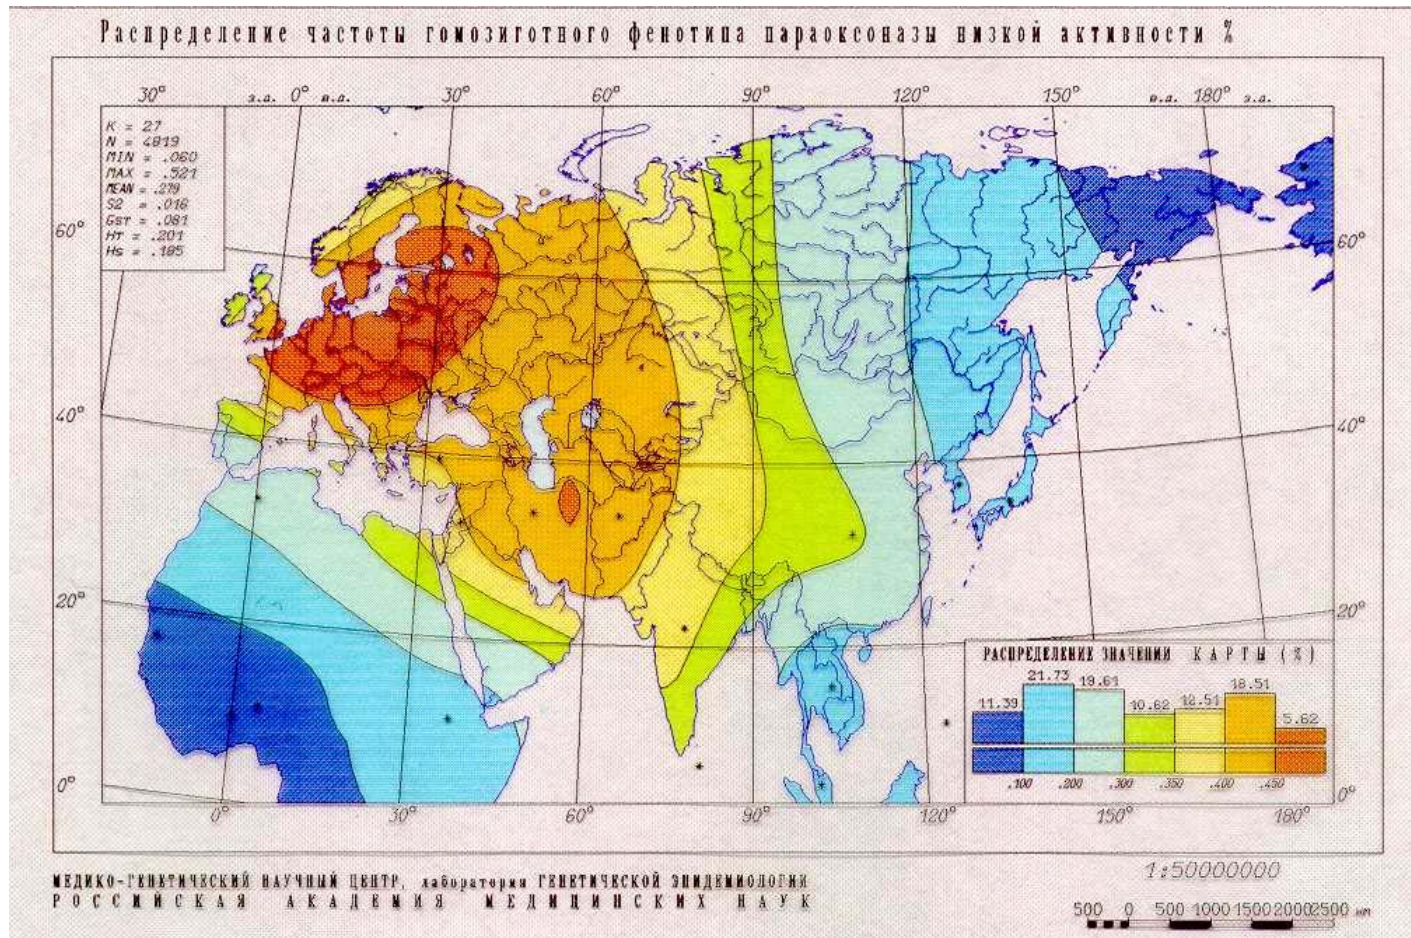 Распределение частоты гомозиготного фенотипа параоксоназы низкой активности %
30° з.д. 0° в.д. 30° 60° 90° 120° 150° в.д. 180° з.д.
K = 27
N = 4819
MIN = .060
MAX = .521
MEAN = .279
S2 = .016
GST = .081
HT = .201
HS = .185
60° 60°
40° 40°
20° 20°
РАСПРЕДЕЛЕНИЕ ЗНАЧЕНИЙ КАРТЫ (%)
11.39 21.73 19.61 10.62 12.51 18.51 5.62
.100 .200 .300 .350 .400 .450
0° 0°
0° 30° 60° 90° 120° 150° 180°
1:50000000
МЕДИКО-ГЕНЕТИЧЕСКИЙ НАУЧНЫЙ ЦЕНТР, лаборатория ГЕНЕТИЧЕСКОЙ ЭПИДЕМИОЛОГИИ
РОССИЙСКАЯ АКАДЕМИЯ МЕДИЦИНСКИХ НАУК
500 0 500 1000 1500 2000 2500 км